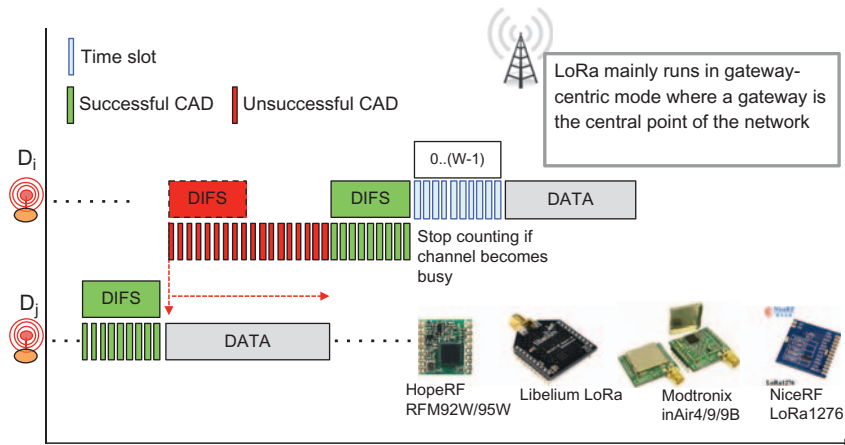 Time slot
Successful CAD
Unsuccessful CAD
LoRa mainly runs in gateway-
centric mode where a gateway is
the central point of the network
Di
0..(W-1)
DIFS
DIFS
DATA
Stop counting if
channel becomes
busy
Dj
DIFS
DATA
HopeRF
RFM92W/95W
Libelium LoRa
Modtronix
inAir4/9/9B
NiceRF
LoRa1276
NiceRF
LoRa1276